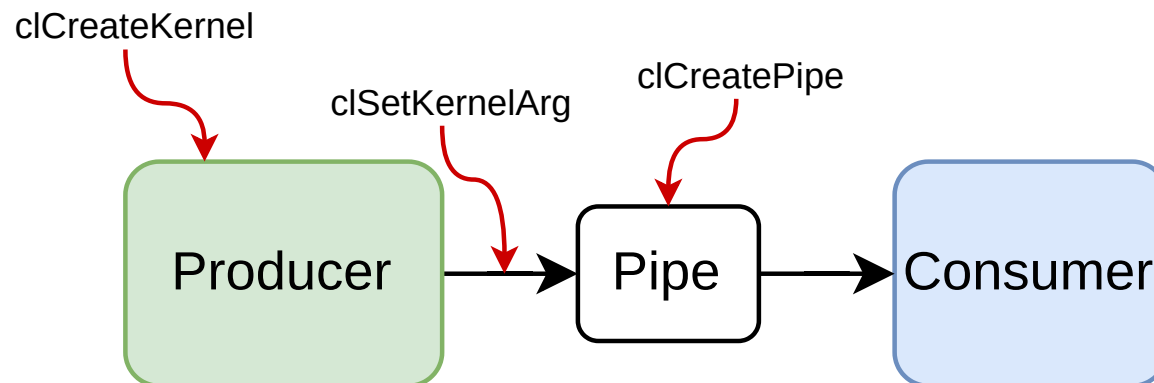 clCreateKernel
clCreatePipe
clSetKernelArg
Producer
Pipe
Consumer